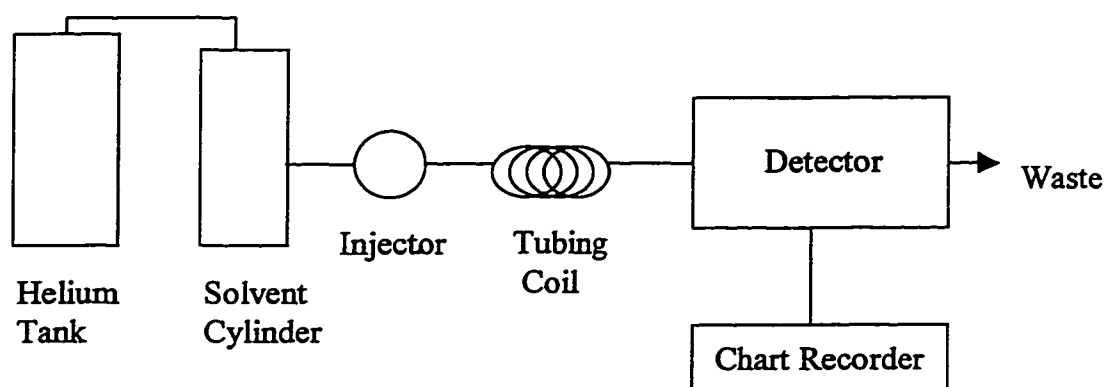 Helium
Tank
Solvent
Cylinder
Injector
Tubing
Coil
Detector
Waste
Chart Recorder